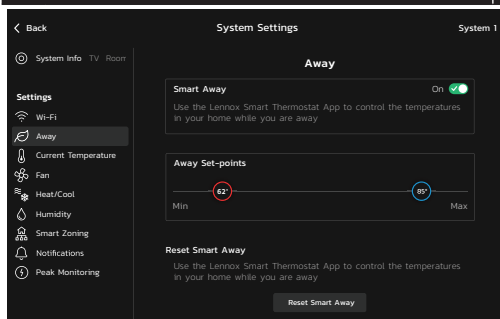 Back
System Settings
System 1
System Info TV Room
Away
Smart Away
On
Use the Lennox Smart Thermostat App to control the temperatures
in your home while you are away
Settings
Wi-Fi
Away
Current Temperature
Fan
Heat/Cool
Humidity
Smart Zoning
Notifications
Peak Monitoring
Away Set-points
62°
85°
Min
Max
Reset Smart Away
Use the Lennox Smart Thermostat App to control the temperatures
in your home while you are away
Reset Smart Away